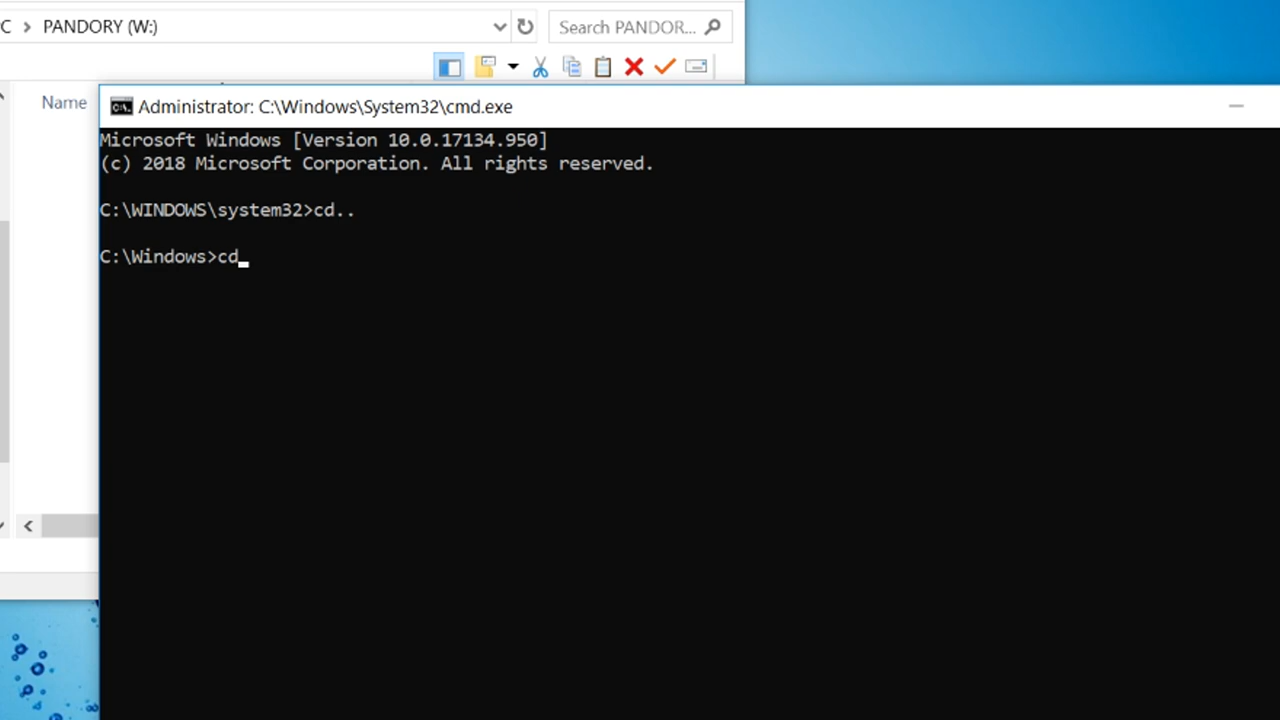 C > PANDORY (W:)
Search PANDOR...
Name
Administrator: C:\Windows\System32\cmd.exe
Microsoft Windows [Version 10.0.17134.950]
(c) 2018 Microsoft Corporation. All rights reserved.
C:\WINDOWS\system32>cd..
C:\Windows>cd_